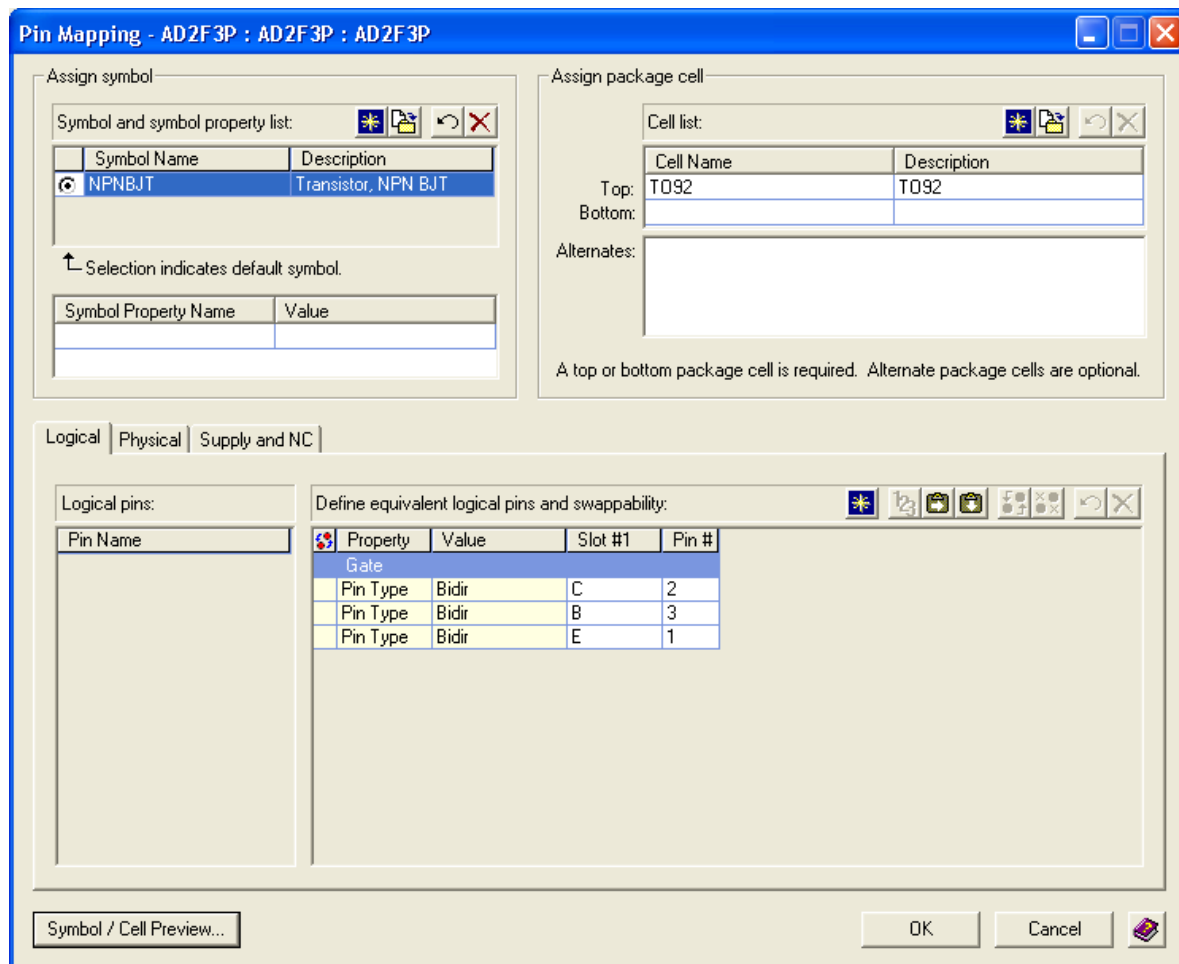 Pin Mapping - AD2F3P : AD2F3P : AD2F3P
Assign symbol
Symbol and symbol property list:
Symbol Name Description
NPNBJT Transistor, NPN BJT
Selection indicates default symbol.
Symbol Property Name Value
Assign package cell
Cell list:
Cell Name Description
Top: TO92 TO92
Bottom:
Alternates:
A top or bottom package cell is required. Alternate package cells are optional.
Logical Physical Supply and NC
Logical pins:
Pin Name
Define equivalent logical pins and swappability:
Property Value Slot #1 Pin #
Gate
Pin Type Bidir C 2
Pin Type Bidir B 3
Pin Type Bidir E 1
Symbol / Cell Preview... OK Cancel